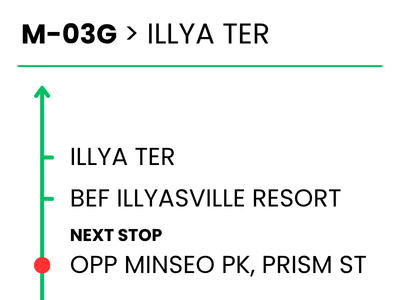 M-03G > ILLYA TER
ILLYA TER
BEF ILLYASVILLE RESORT
NEXT STOP
OPP MINSEO PK, PRISM ST